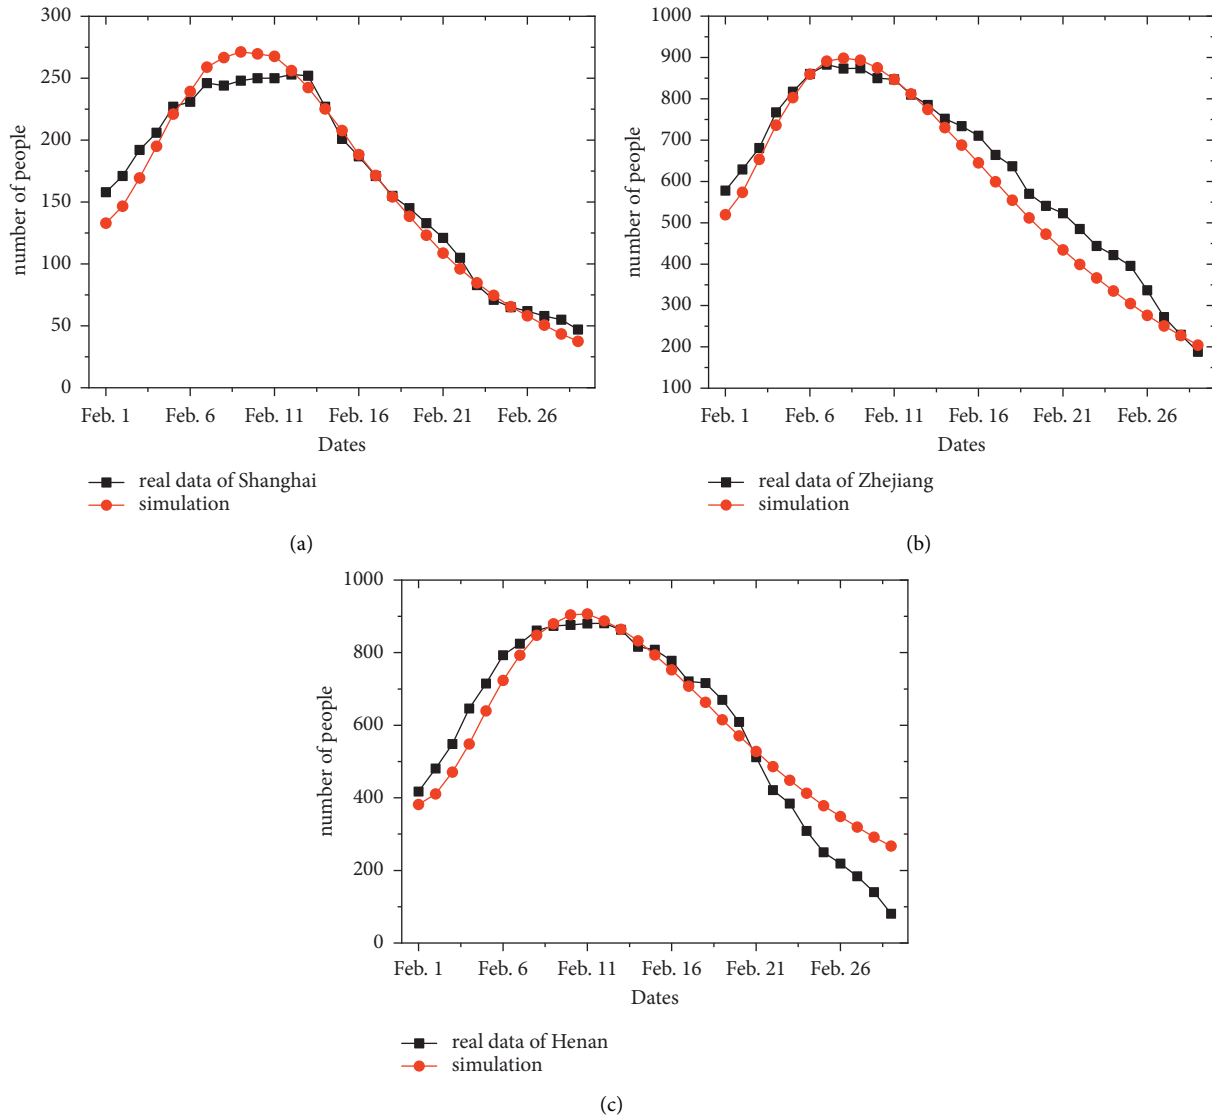 300
250
200
150
100
50
0
number of people
Feb. 1 Feb. 6 Feb. 11 Feb. 16 Feb. 21 Feb. 26
Dates
real data of Shanghai
simulation
(a)
1000
900
800
700
600
500
400
300
200
100
number of people
Feb. 1 Feb. 6 Feb. 11 Feb. 16 Feb. 21 Feb. 26
Dates
real data of Zhejiang
simulation
(b)
1000
800
600
400
200
0
number of people
Feb. 1 Feb. 6 Feb. 11 Feb. 16 Feb. 21 Feb. 26
Dates
real data of Henan
simulation
(c)